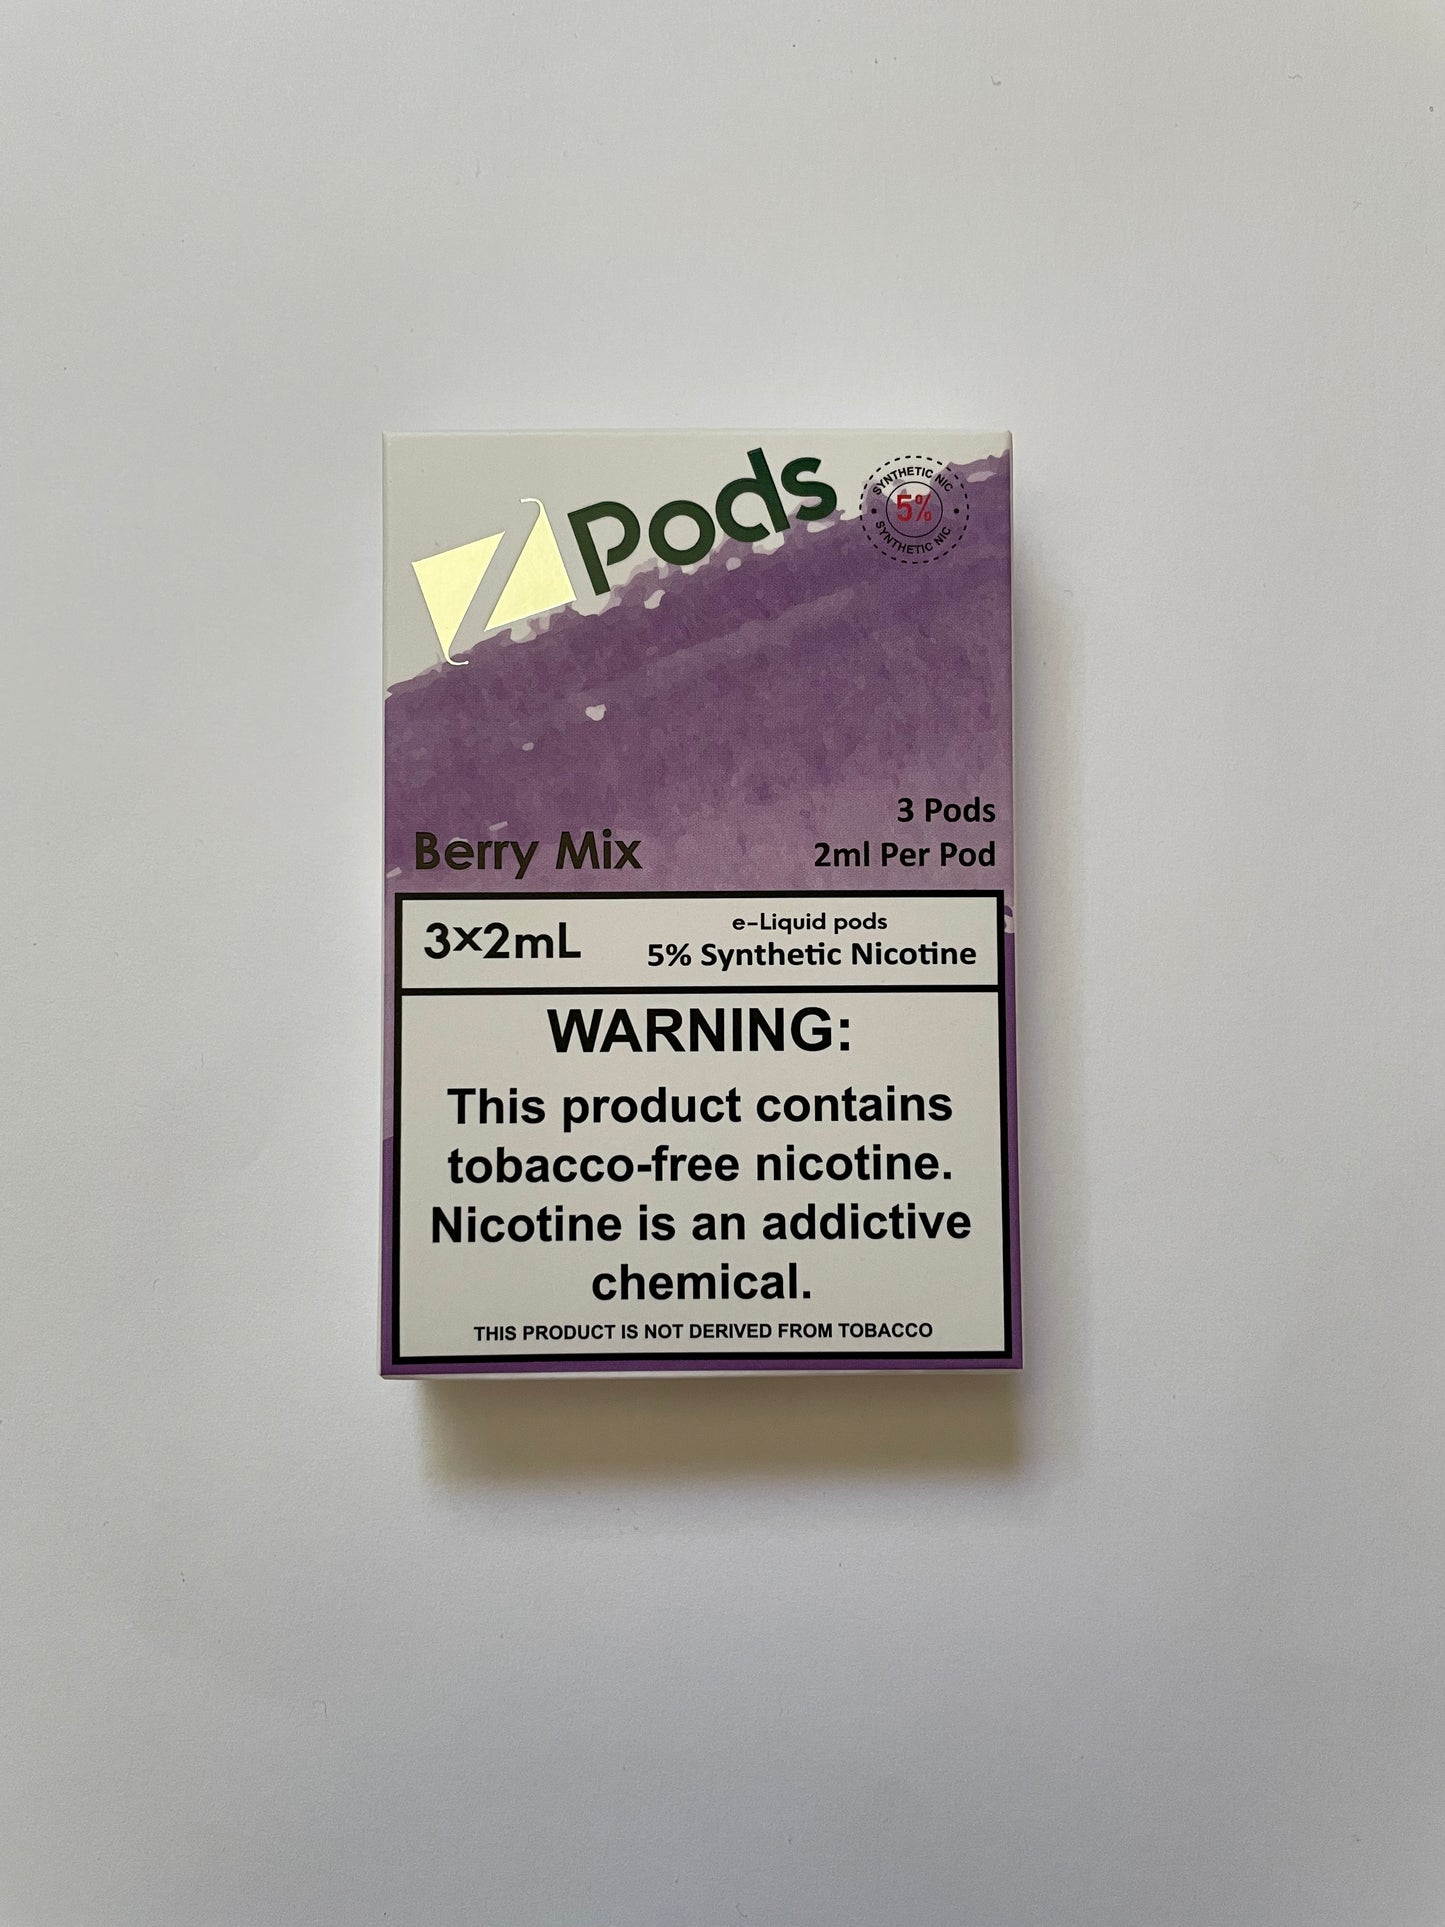 Z Pods
SYNTHETIC NIC
5%
SYNTHETIC NIC
3 Pods
2ml Per Pod
Berry Mix
3×2mL
e-Liquid pods
5% Synthetic Nicotine
WARNING:
This product contains
tobacco-free nicotine.
Nicotine is an addictive
chemical.
THIS PRODUCT IS NOT DERIVED FROM TOBACCO